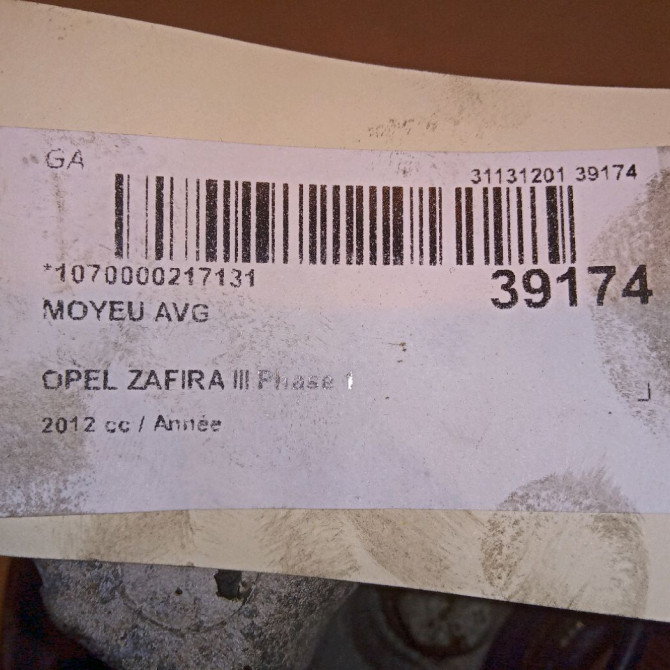 GA
31131201 39174
*1070000217131
39174
MOYEU AVG
OPEL ZAFIRA III Phase 1
2012 cc / Année